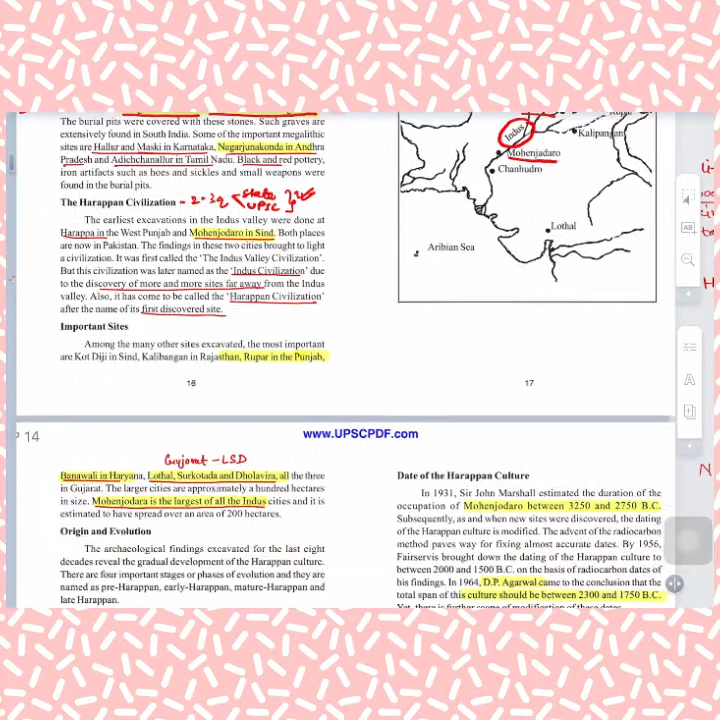 The burial pits were covered with these stones. Such graves are
extensively found in South India. Some of the important megalithic
sites are Hallur and Maski in Karnataka, Nagarjunakonda in Andhra
Pradesh and Adichchanallur in Tamil Nadu. Black and red pottery,
iron artifacts such as hoes and sickles and small weapons were
found in the burial pits.
The Harappan Civilization - 2-3q state UPSC
The earliest excavations in the Indus valley were done at
Harappa in the West Punjab and Mohenjodaro in Sind. Both places
are now in Pakistan. The findings in these two cities brought to light
a civilization. It was first called the 'The Indus Valley Civilization'.
But this civilization was later named as the 'Indus Civilization' due
to the discovery of more and more sites far away from the Indus
valley. Also, it has come to be called the 'Harappan Civilization'
after the name of its first discovered site.
Important Sites
Among the many other sites excavated, the most important
are Kot Diji in Sind, Kalibangan in Rajasthan, Rupar in the Punjab,
16
Indus
Kalipangan
Mohenjadaro
Chanhudro
Lothal
Aribian Sea
17
14
www.UPSCPDF.com
Gujarat - LSD
Banawali in Haryana, Lothal, Surkotada and Dholavira, all the three
in Gujarat. The larger cities are approximately a hundred hectares
in size. Mohenjodara is the largest of all the Indus cities and it is
estimated to have spread over an area of 200 hectares.
Origin and Evolution
The archaeological findings excavated for the last eight
decades reveal the gradual development of the Harappan culture.
There are four important stages or phases of evolution and they are
named as pre-Harappan, early-Harappan, mature-Harappan and
late Harappan.
Date of the Harappan Culture
In 1931, Sir John Marshall estimated the duration of the
occupation of Mohenjodaro between 3250 and 2750 B.C.
Subsequently, as and when new sites were discovered, the dating
of the Harappan culture is modified. The advent of the radiocarbon
method paves way for fixing almost accurate dates. By 1956,
Fairservis brought down the dating of the Harappan culture to
between 2000 and 1500 B.C. on the basis of radiocarbon dates of
his findings. In 1964, D.P. Agarwal came to the conclusion that the
total span of this culture should be between 2300 and 1750 B.C.
Yet, there is further scope of modification of these dates.